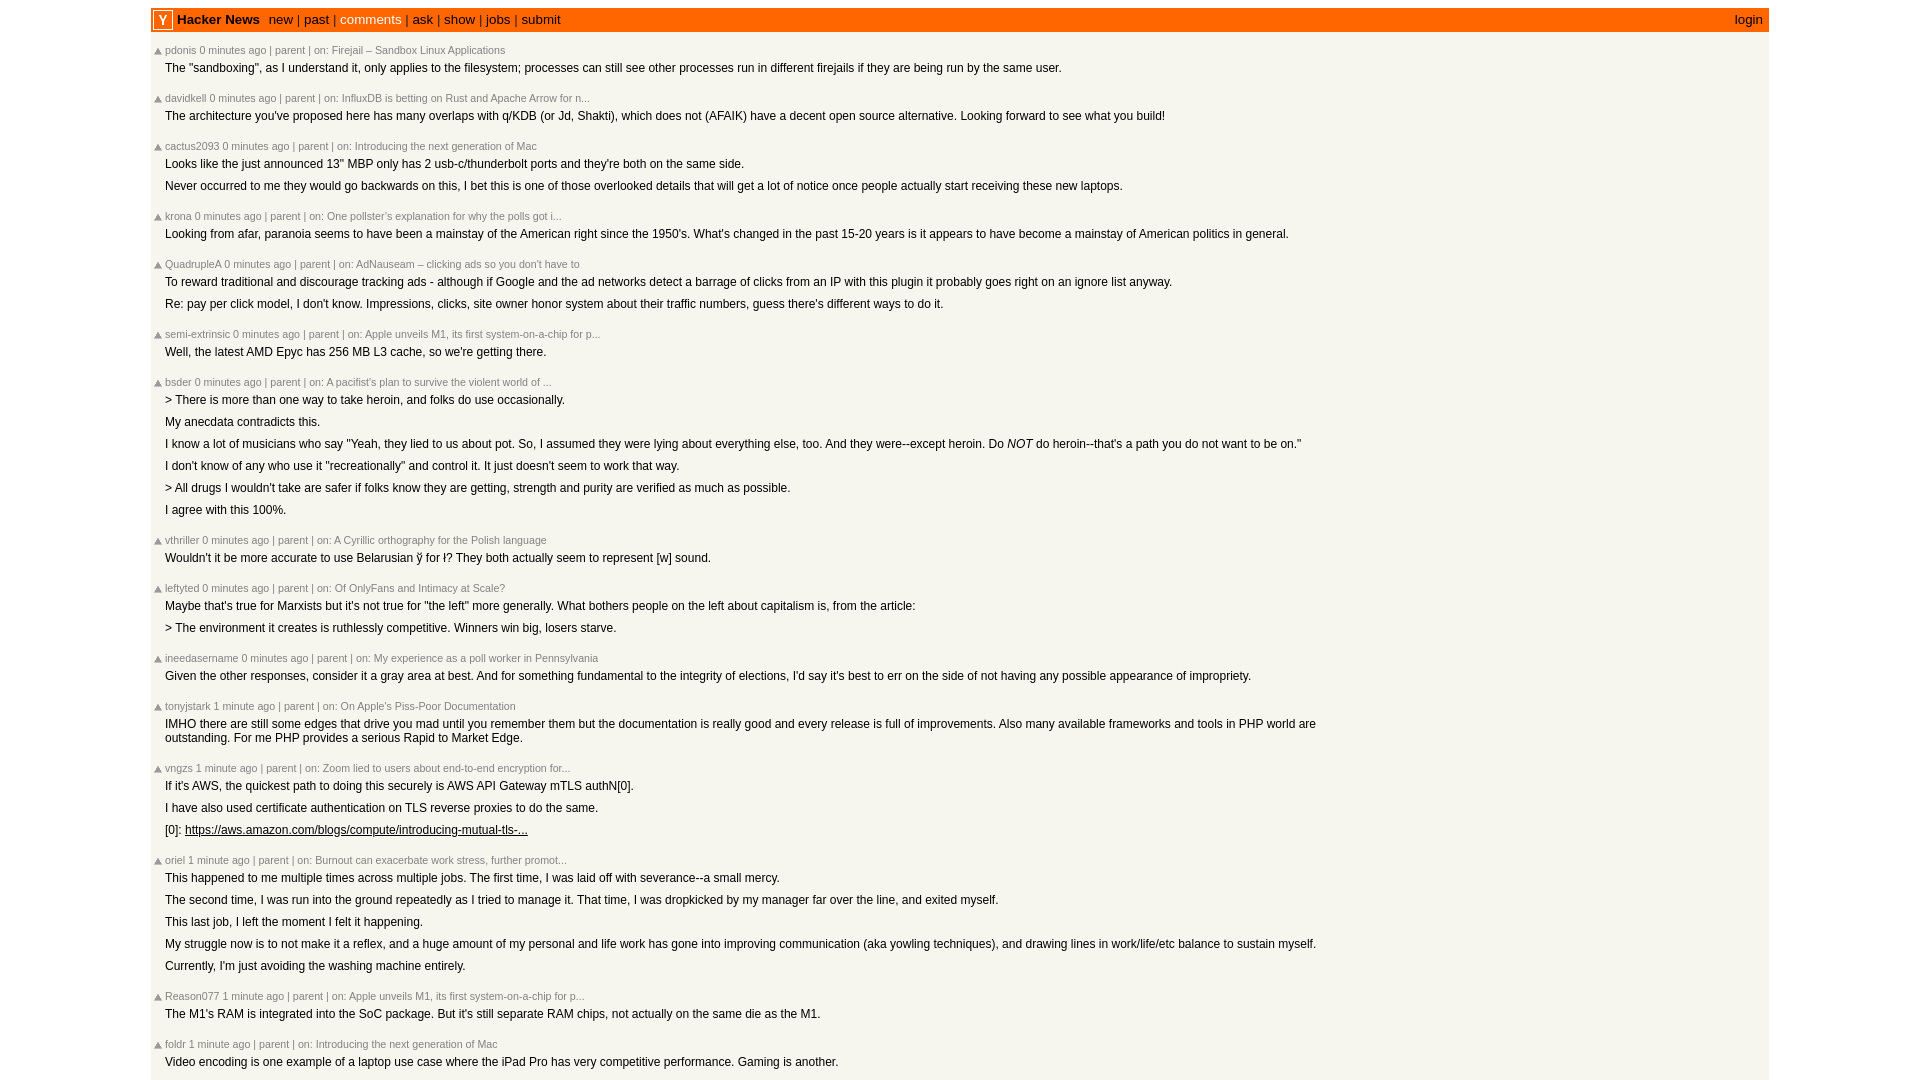 Y Hacker News new | past | comments | ask | show | jobs | submit login
pdonis 0 minutes ago | parent | on: Firejail – Sandbox Linux Applications
The "sandboxing", as I understand it, only applies to the filesystem; processes can still see other processes run in different firejails if they are being run by the same user.
davidkell 0 minutes ago | parent | on: InfluxDB is betting on Rust and Apache Arrow for n...
The architecture you've proposed here has many overlaps with q/KDB (or Jd, Shakti), which does not (AFAIK) have a decent open source alternative. Looking forward to see what you build!
cactus2093 0 minutes ago | parent | on: Introducing the next generation of Mac
Looks like the just announced 13" MBP only has 2 usb-c/thunderbolt ports and they're both on the same side.
Never occurred to me they would go backwards on this, I bet this is one of those overlooked details that will get a lot of notice once people actually start receiving these new laptops.
krona 0 minutes ago | parent | on: One pollster's explanation for why the polls got i...
Looking from afar, paranoia seems to have been a mainstay of the American right since the 1950's. What's changed in the past 15-20 years is it appears to have become a mainstay of American politics in general.
QuadrupleA 0 minutes ago | parent | on: AdNauseam – clicking ads so you don't have to
To reward traditional and discourage tracking ads - although if Google and the ad networks detect a barrage of clicks from an IP with this plugin it probably goes right on an ignore list anyway.
Re: pay per click model, I don't know. Impressions, clicks, site owner honor system about their traffic numbers, guess there's different ways to do it.
semi-extrinsic 0 minutes ago | parent | on: Apple unveils M1, its first system-on-a-chip for p...
Well, the latest AMD Epyc has 256 MB L3 cache, so we're getting there.
bsder 0 minutes ago | parent | on: A pacifist's plan to survive the violent world of ...
> There is more than one way to take heroin, and folks do use occasionally.
My anecdata contradicts this.
I know a lot of musicians who say "Yeah, they lied to us about pot. So, I assumed they were lying about everything else, too. And they were--except heroin. Do NOT do heroin--that's a path you do not want to be on."
I don't know of any who use it "recreationally" and control it. It just doesn't seem to work that way.
> All drugs I wouldn't take are safer if folks know they are getting, strength and purity are verified as much as possible.
I agree with this 100%.
vthriller 0 minutes ago | parent | on: A Cyrillic orthography for the Polish language
Wouldn't it be more accurate to use Belarusian ў for ł? They both actually seem to represent [w] sound.
leftyted 0 minutes ago | parent | on: Of OnlyFans and Intimacy at Scale?
Maybe that's true for Marxists but it's not true for "the left" more generally. What bothers people on the left about capitalism is, from the article:
> The environment it creates is ruthlessly competitive. Winners win big, losers starve.
ineedasername 0 minutes ago | parent | on: My experience as a poll worker in Pennsylvania
Given the other responses, consider it a gray area at best. And for something fundamental to the integrity of elections, I'd say it's best to err on the side of not having any possible appearance of impropriety.
tonyjstark 1 minute ago | parent | on: On Apple's Piss-Poor Documentation
IMHO there are still some edges that drive you mad until you remember them but the documentation is really good and every release is full of improvements. Also many available frameworks and tools in PHP world are
outstanding. For me PHP provides a serious Rapid to Market Edge.
vngzs 1 minute ago | parent | on: Zoom lied to users about end-to-end encryption for...
If it's AWS, the quickest path to doing this securely is AWS API Gateway mTLS authN[0].
I have also used certificate authentication on TLS reverse proxies to do the same.
[0]: https://aws.amazon.com/blogs/compute/introducing-mutual-tls-...
oriel 1 minute ago | parent | on: Burnout can exacerbate work stress, further promot...
This happened to me multiple times across multiple jobs. The first time, I was laid off with severance--a small mercy.
The second time, I was run into the ground repeatedly as I tried to manage it. That time, I was dropkicked by my manager far over the line, and exited myself.
This last job, I left the moment I felt it happening.
My struggle now is to not make it a reflex, and a huge amount of my personal and life work has gone into improving communication (aka yowling techniques), and drawing lines in work/life/etc balance to sustain myself.
Currently, I'm just avoiding the washing machine entirely.
Reason077 1 minute ago | parent | on: Apple unveils M1, its first system-on-a-chip for p...
The M1's RAM is integrated into the SoC package. But it's still separate RAM chips, not actually on the same die as the M1.
foldr 1 minute ago | parent | on: Introducing the next generation of Mac
Video encoding is one example of a laptop use case where the iPad Pro has very competitive performance. Gaming is another.